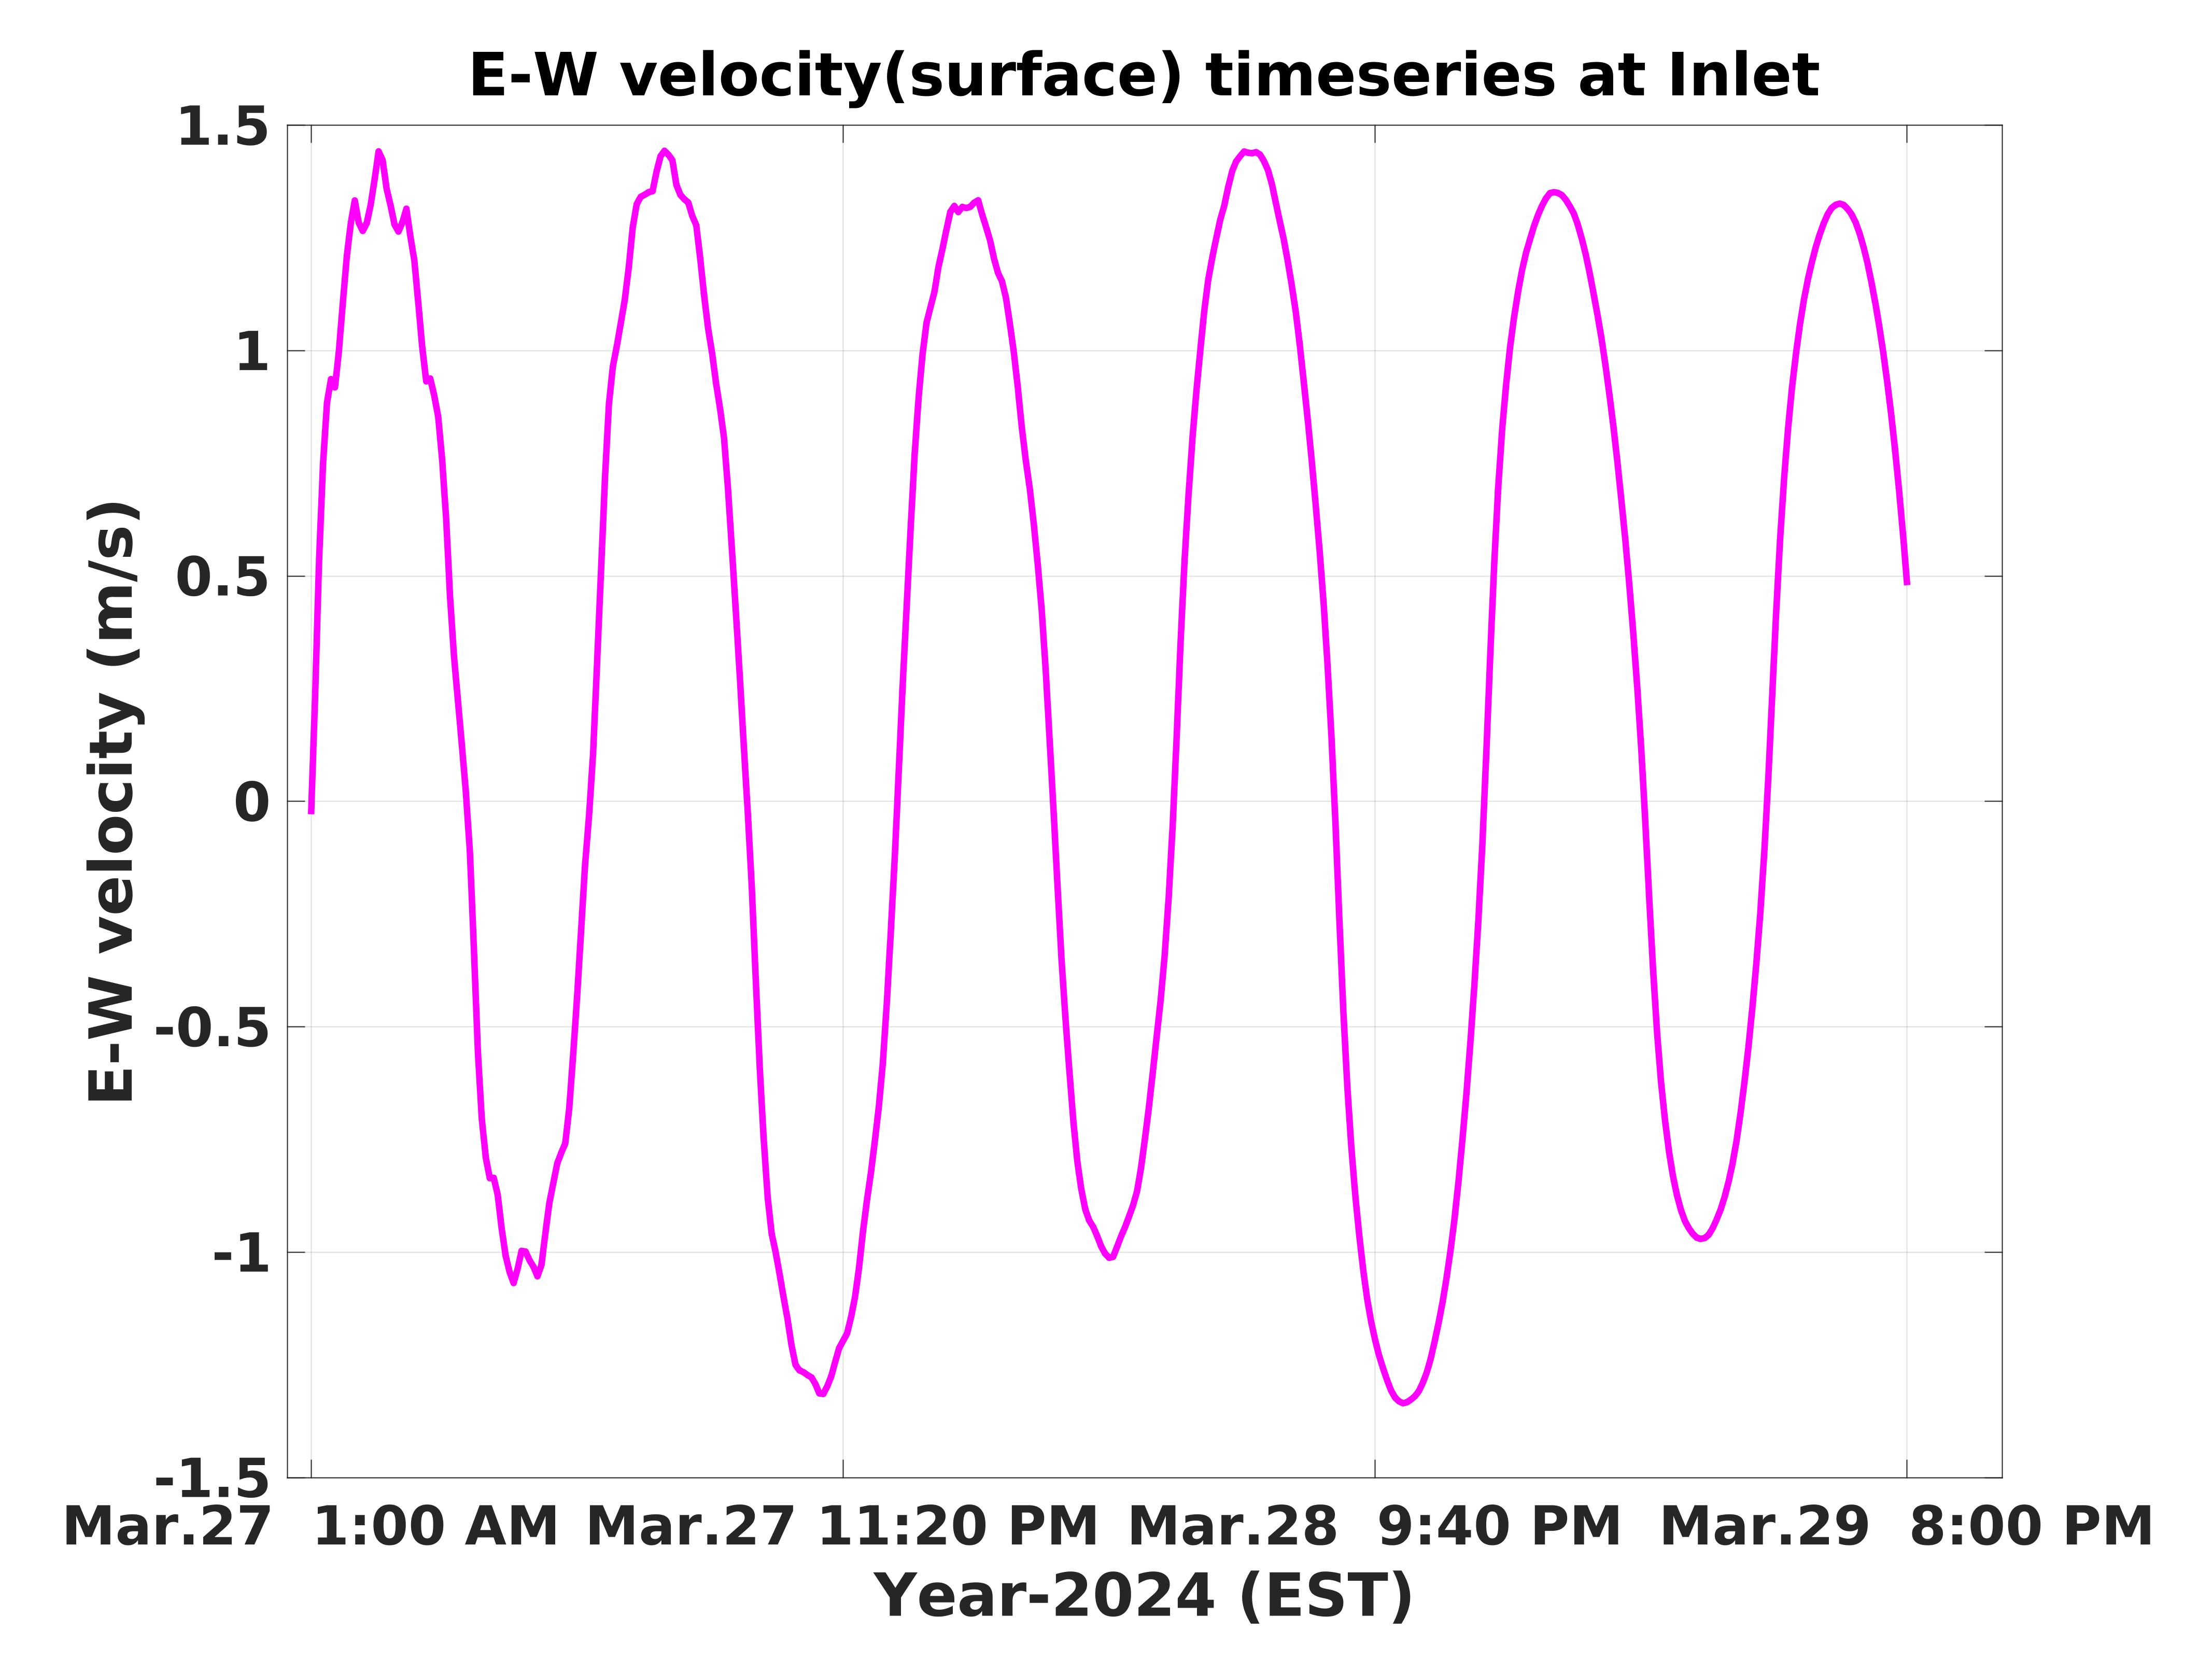 E-W velocity(surface) timeseries at Inlet
E-W velocity (m/s)
1.5
1
0.5
0
-0.5
-1
-1.5
Mar.27 1:00 AM Mar.27 11:20 PM Mar.28 9:40 PM Mar.29 8:00 PM
Year-2024 (EST)